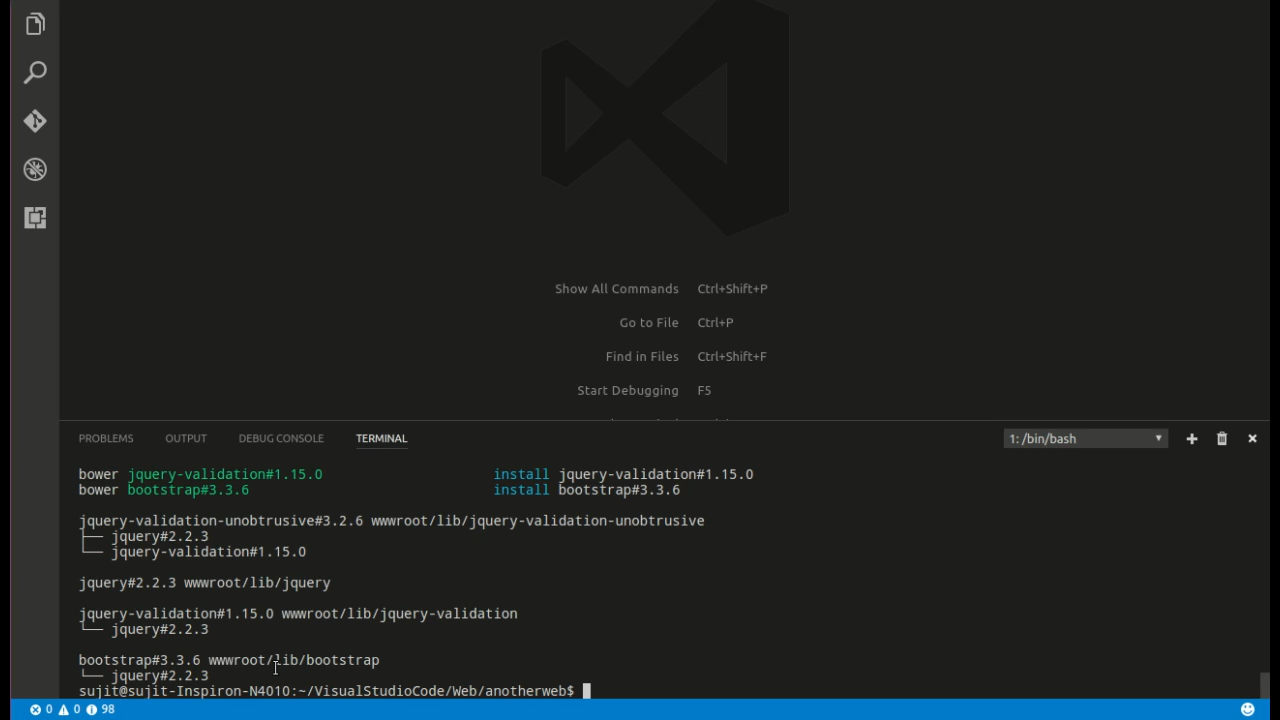 Show All Commands Ctrl+Shift+P
Go to File Ctrl+P
Find in Files Ctrl+Shift+F
Start Debugging F5
PROBLEMS OUTPUT DEBUG CONSOLE TERMINAL 1: /bin/bash
bower jquery-validation#1.15.0 install jquery-validation#1.15.0
bower bootstrap#3.3.6 install bootstrap#3.3.6
jquery-validation-unobtrusive#3.2.6 wwwroot/lib/jquery-validation-unobtrusive
├── jquery#2.2.3
└── jquery-validation#1.15.0
jquery#2.2.3 wwwroot/lib/jquery
jquery-validation#1.15.0 wwwroot/lib/jquery-validation
└── jquery#2.2.3
bootstrap#3.3.6 wwwroot/lib/bootstrap
└── jquery#2.2.3
sujit@sujit-Inspiron-N4010:~/VisualStudioCode/Web/anotherweb$
0 0 98